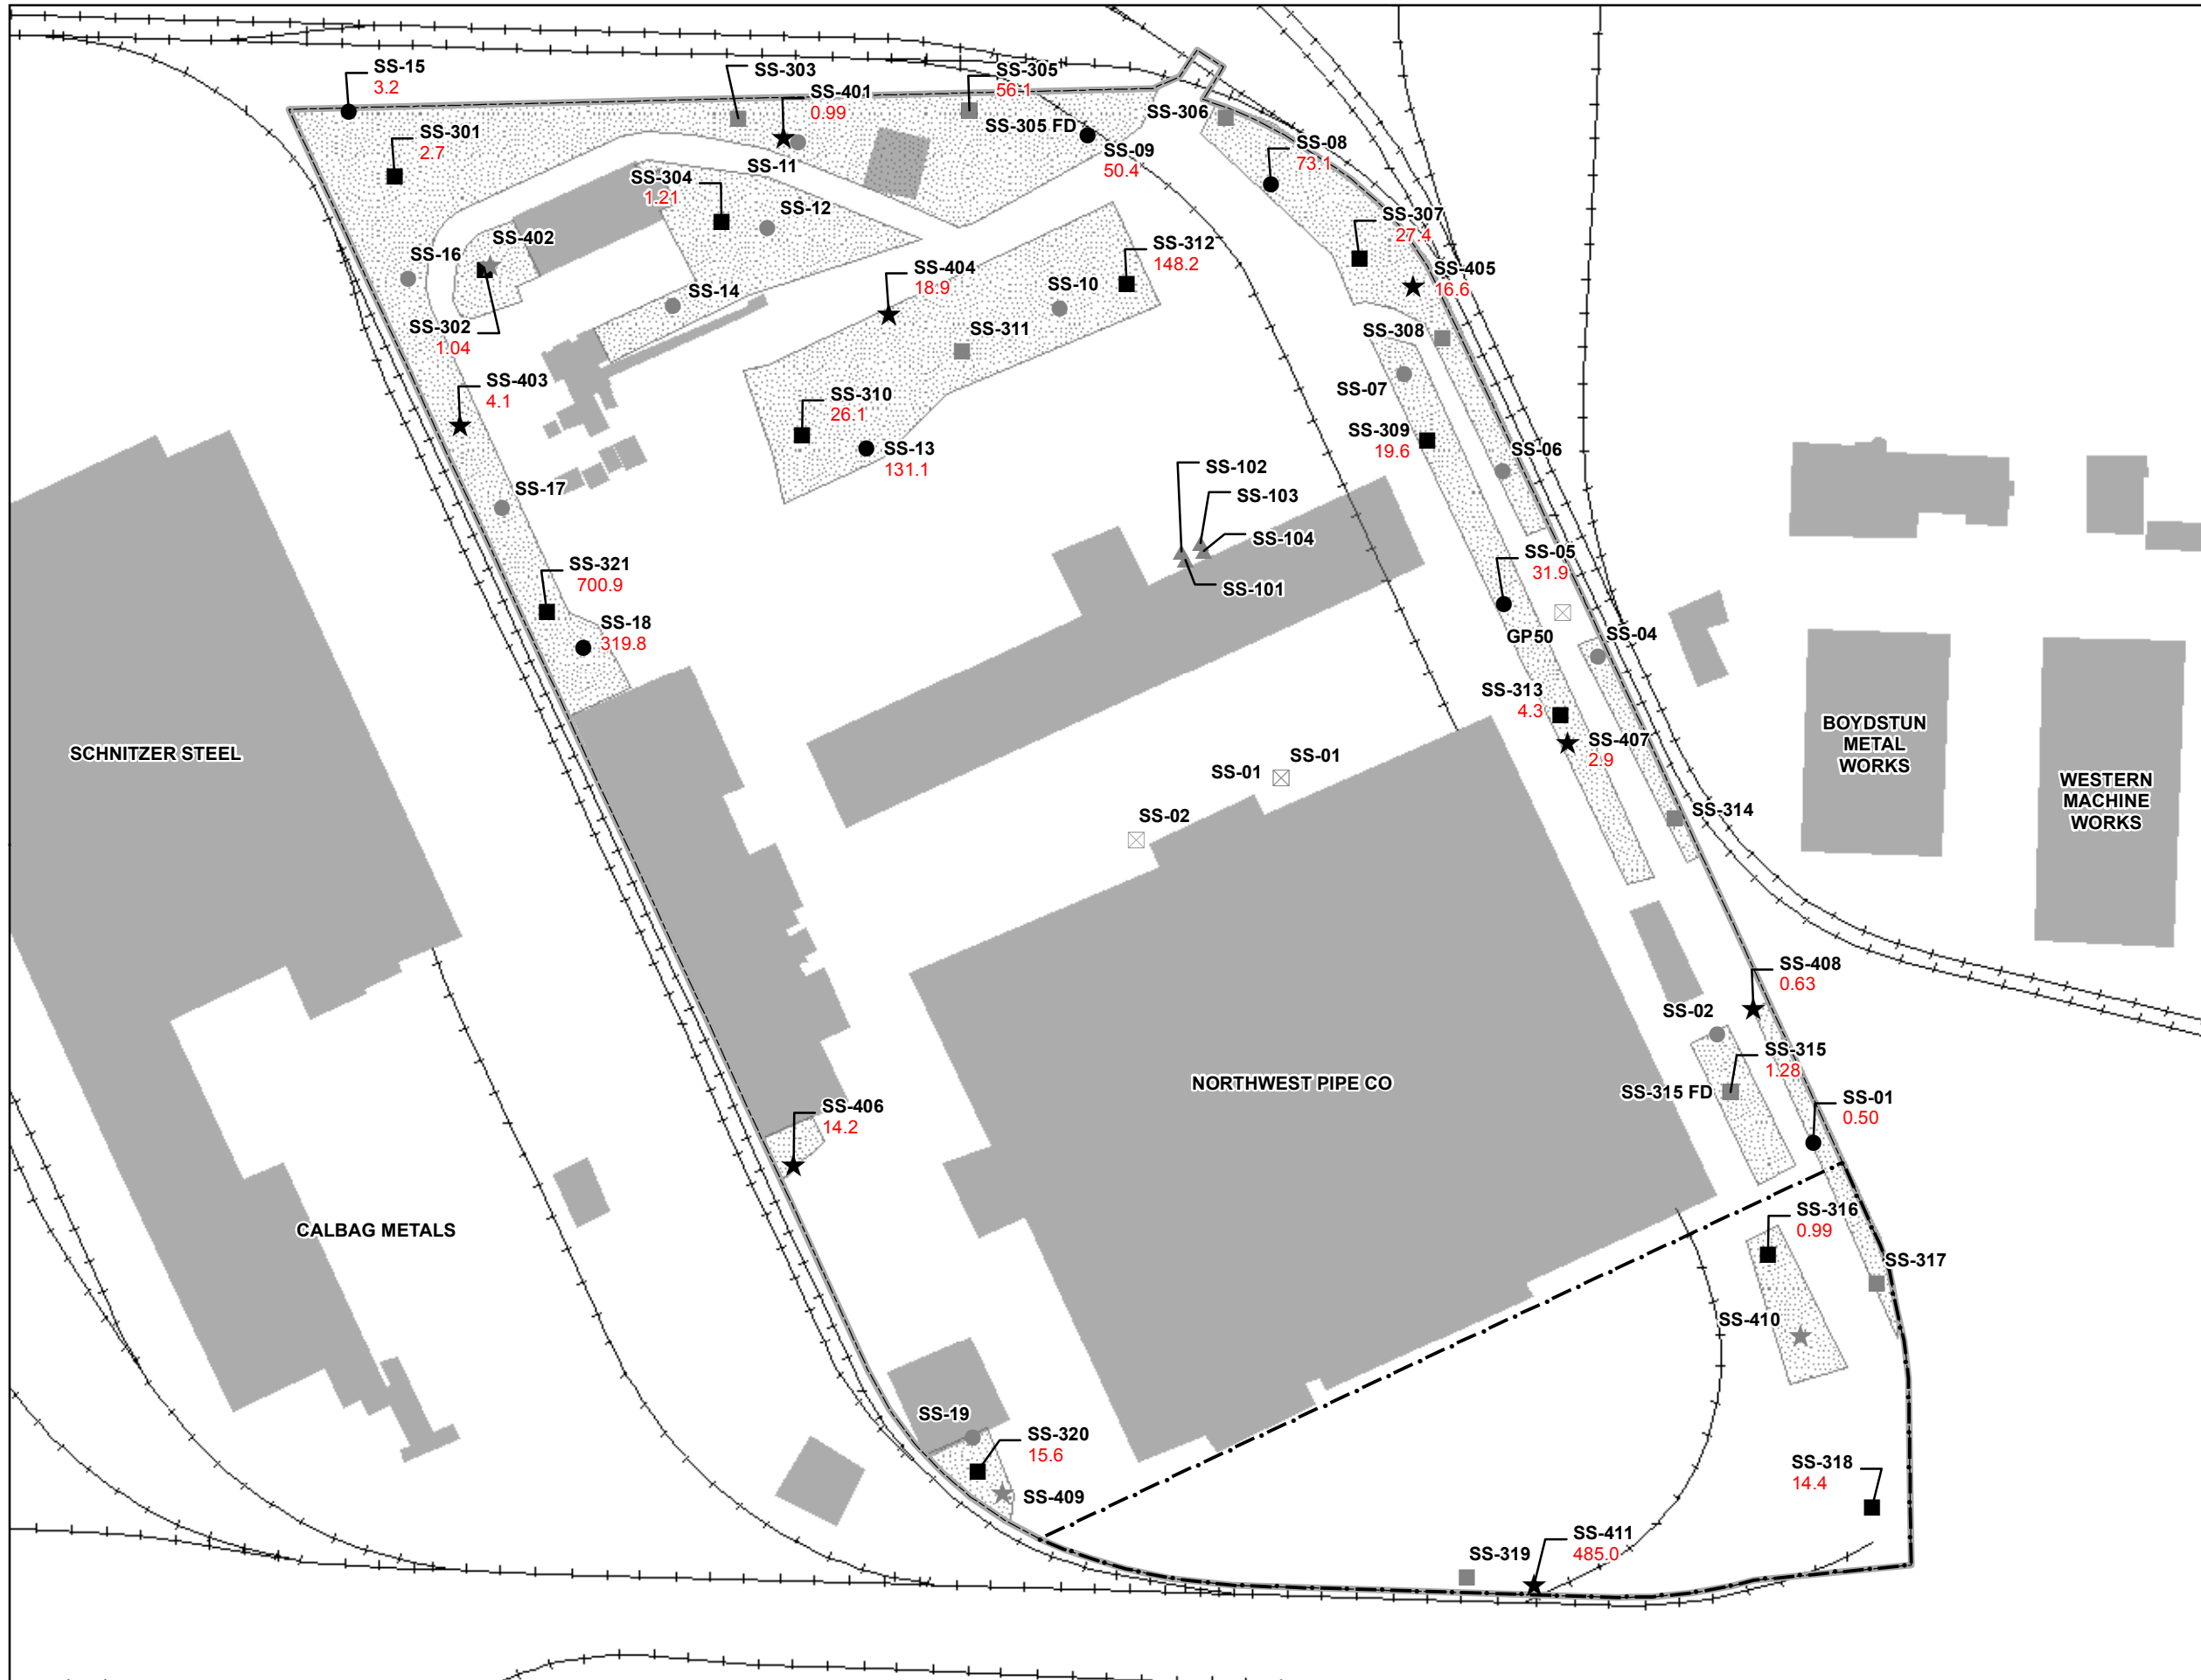 SS-15
3.2
SS-303
SS-305
56.1
SS-301
2.7
SS-401
0.99
SS-305 FD
SS-306
SS-11
SS-09
50.4
SS-08
73.1
SS-304
1.21
SS-12
SS-307
27.4
SS-16
SS-402
SS-404
18.9
SS-312
148.2
SS-10
SS-405
16.6
SS-14
SS-302
1.04
SS-311
SS-308
SS-403
4.1
SS-07
SS-310
26.1
SS-309
19.6
SS-13
131.1
SS-06
SS-102
SS-17
SS-103
SS-104
SS-05
31.9
SS-321
700.9
SS-101
SS-18
319.8
GP50
SS-04
SS-313
4.3
SCHNITZER STEEL
SS-407
2.9
BOYDSTUN
METAL
WORKS
SS-01
SS-01
WESTERN
MACHINE
WORKS
SS-02
SS-314
SS-408
0.63
SS-02
SS-315
1.28
NORTHWEST PIPE CO
SS-315 FD
SS-406
14.2
SS-01
0.50
CALBAG METALS
SS-316
0.99
SS-317
SS-410
SS-19
SS-320
15.6
SS-318
14.4
SS-409
SS-319
SS-411
485.0